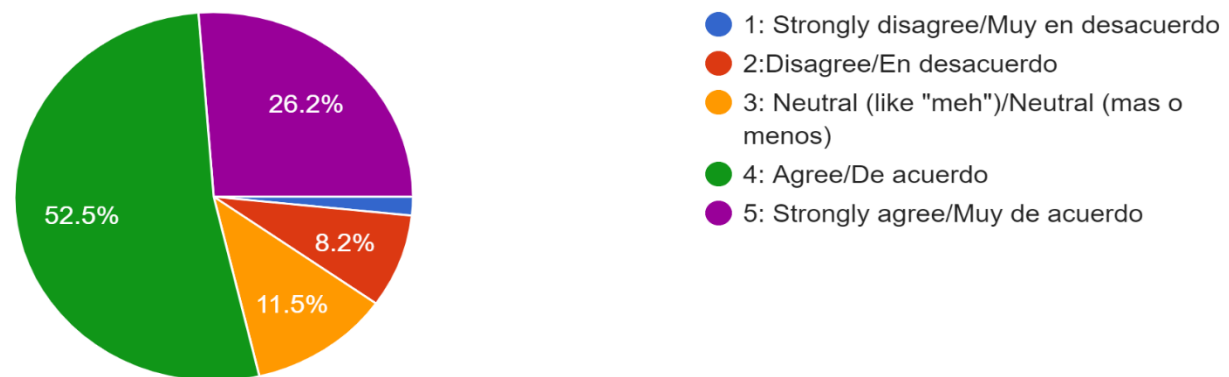 26.2%
52.5%
8.2%
11.5%
1: Strongly disagree/Muy en desacuerdo
2:Disagree/En desacuerdo
3: Neutral (like "meh")/Neutral (mas o
menos)
4: Agree/De acuerdo
5: Strongly agree/Muy de acuerdo